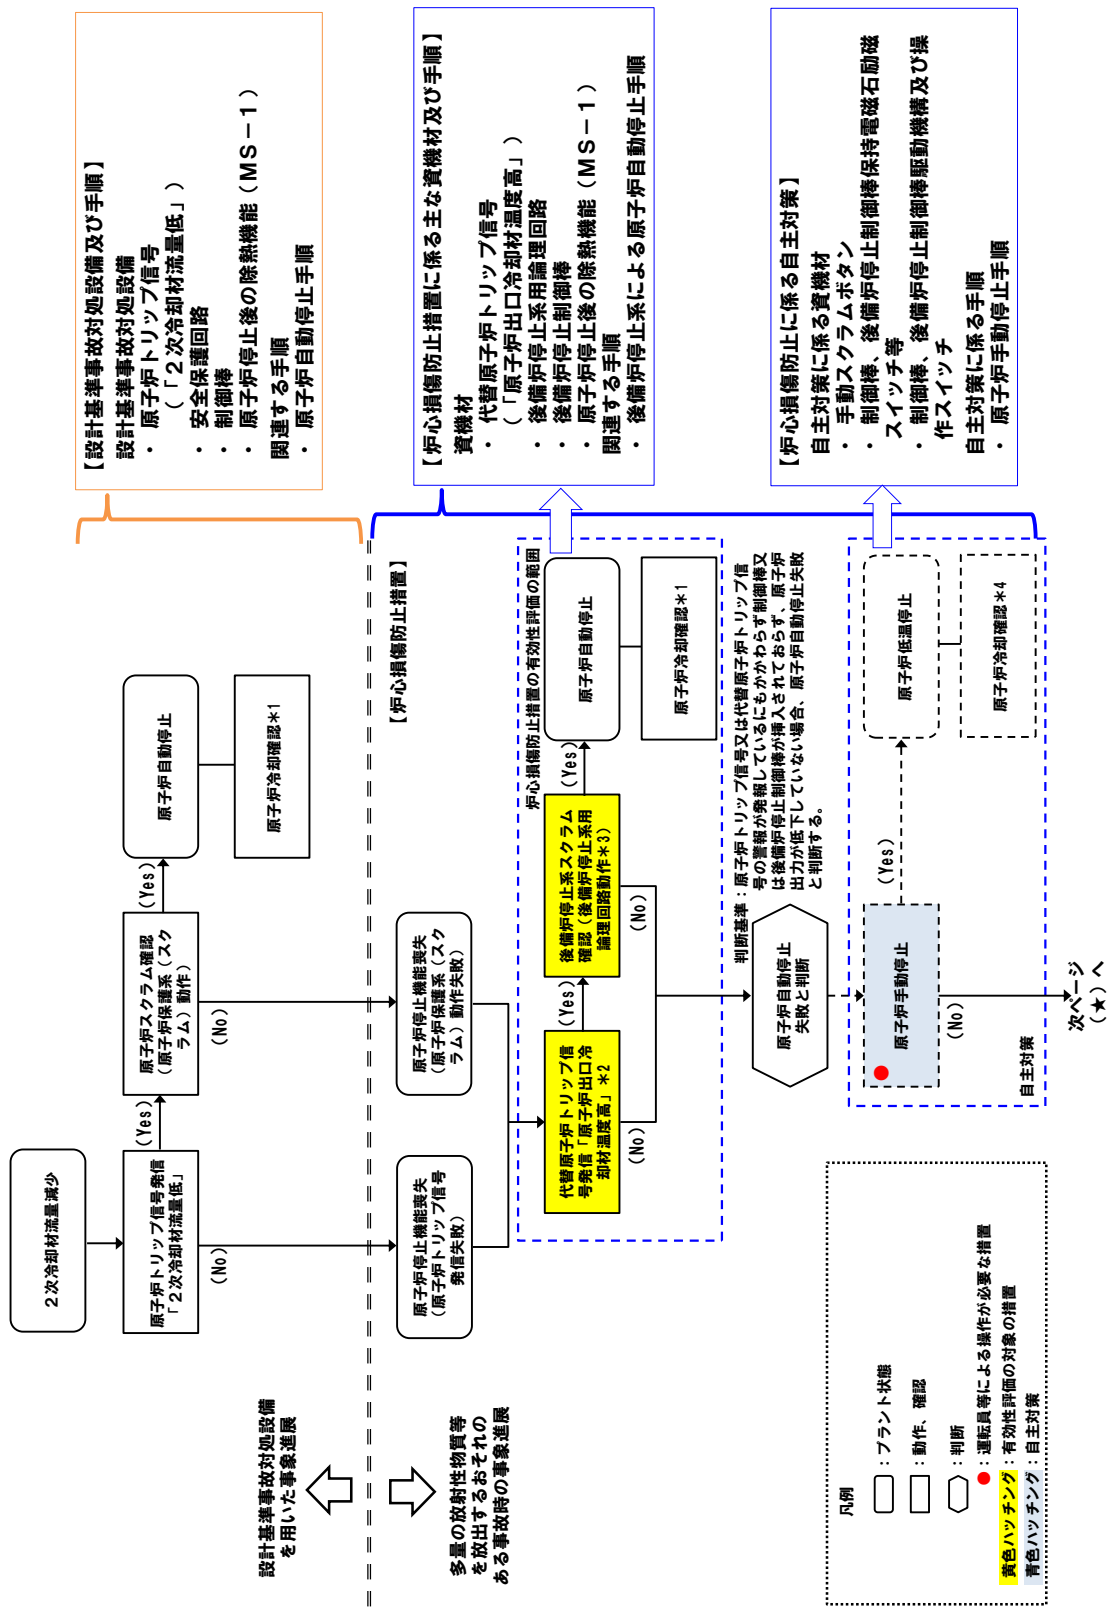 ２次冷却材流量減少
原子炉トリップ信号発信
「２次冷却材流量低」
(Yes)
(No)
原子炉スクラム確認
（原子炉保護系（スク
ラム）動作）
(Yes)
(No)
原子炉自動停止
原子炉冷却確認＊1
【設計基準事故対処設備及び手順】
設計基準事故対処設備
・ 原子炉トリップ信号
（「２次冷却材流量低」）
・ 安全保護回路
・ 制御棒
・ 原子炉停止後の除熱機能（ＭＳ－１）
関連する手順
・ 原子炉自動停止手順
設計基準事故対処設備
を用いた事象進展
多量の放射性物質等
を放出するおそれの
ある事故時の事象進展
【炉心損傷防止措置】
原子炉停止機能喪失
（原子炉トリップ信号
発信失敗）
原子炉停止機能喪失
（原子炉保護系（スク
ラム）動作失敗）
炉心損傷防止措置の有効性評価の範囲
代替原子炉トリップ信
号発信「原子炉出口冷
却材温度高」＊2
(Yes)
(No)
後備炉停止系スクラム
確認（後備炉停止系用
論理回路動作＊3）
(Yes)
(No)
原子炉自動停止
原子炉冷却確認＊1
【炉心損傷防止措置に係る主な資機材及び手順】
資機材
・ 代替原子炉トリップ信号
（「原子炉出口冷却材温度高」）
・ 後備炉停止系用論理回路
・ 後備炉停止制御棒
・ 原子炉停止後の除熱機能（ＭＳ－１）
関連する手順
・ 後備炉停止系による原子炉自動停止手順
判断基準：原子炉トリップ信号又は代替原子炉トリップ信
号の警報が発報しているにもかかわらず制御棒又
は後備炉停止制御棒が挿入されておらず、原子炉
出力が低下していない場合、原子炉自動停止失敗
と判断する。
原子炉自動停止
失敗と判断
原子炉手動停止
(Yes)
(No)
原子炉低温停止
原子炉冷却確認＊4
自主対策
次ページ
（★）へ
【炉心損傷防止に係る自主対策】
自主対策に係る資機材
・ 手動スクラムボタン
・ 制御棒、後備炉停止制御棒保持電磁石励磁
スイッチ等
・ 制御棒、後備炉停止制御棒駆動機構及び操
作スイッチ
自主対策に係る手順
・ 原子炉手動停止手順
凡例
：プラント状態
：動作、確認
：判断
：運転員等による操作が必要な措置
黄色ハッチング：有効性評価の対象の措置
青色ハッチング：自主対策